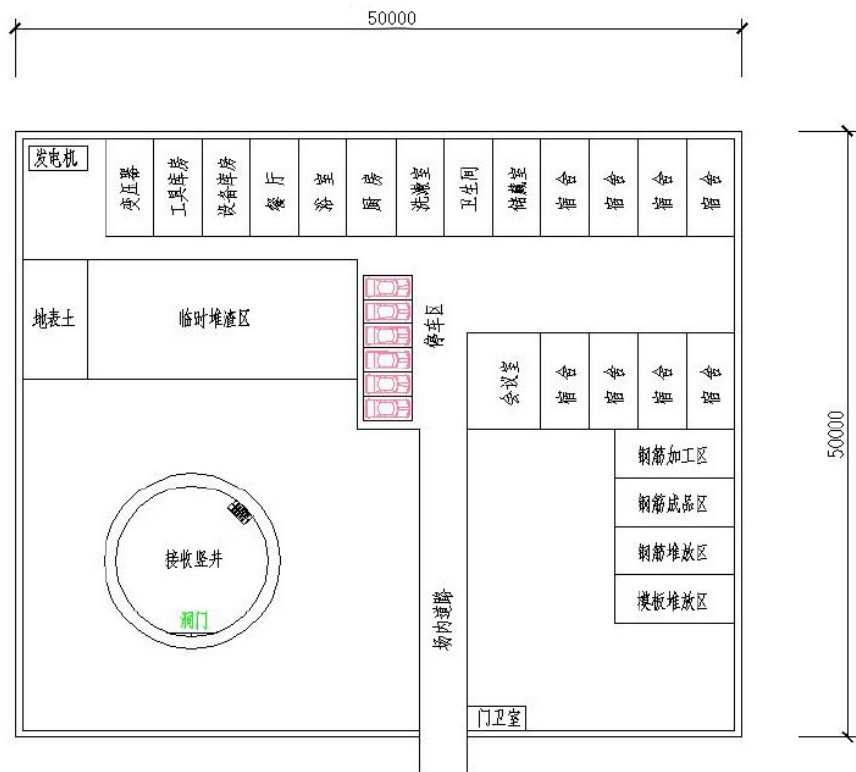 50000
发电机
变压器
工具库房
设备库房
餐厅
浴室
厨房
洗漱室
卫生间
储藏室
宿舍
宿舍
宿舍
宿舍
地表土
临时堆渣区
停车区
会议室
宿舍
宿舍
宿舍
宿舍
50000
钢筋加工区
钢筋成品区
钢筋堆放区
模板堆放区
接收竖井
洞门
场内道路
门卫室